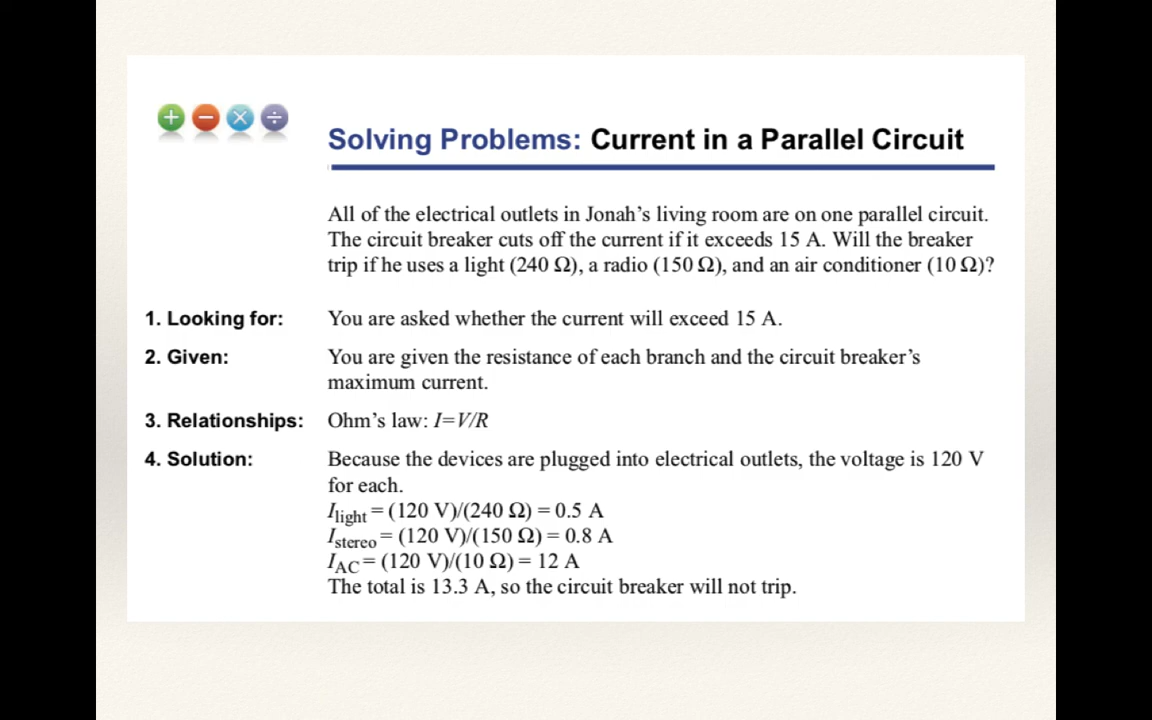 + − × ÷
Solving Problems: Current in a Parallel Circuit
All of the electrical outlets in Jonah’s living room are on one parallel circuit.
The circuit breaker cuts off the current if it exceeds 15 A. Will the breaker
trip if he uses a light (240 Ω), a radio (150 Ω), and an air conditioner (10 Ω)?
1. Looking for: You are asked whether the current will exceed 15 A.
2. Given: You are given the resistance of each branch and the circuit breaker’s
maximum current.
3. Relationships: Ohm’s law: I=V/R
4. Solution: Because the devices are plugged into electrical outlets, the voltage is 120 V
for each.
Ilight = (120 V)/(240 Ω) = 0.5 A
Istereo = (120 V)/(150 Ω) = 0.8 A
IAC = (120 V)/(10 Ω) = 12 A
The total is 13.3 A, so the circuit breaker will not trip.